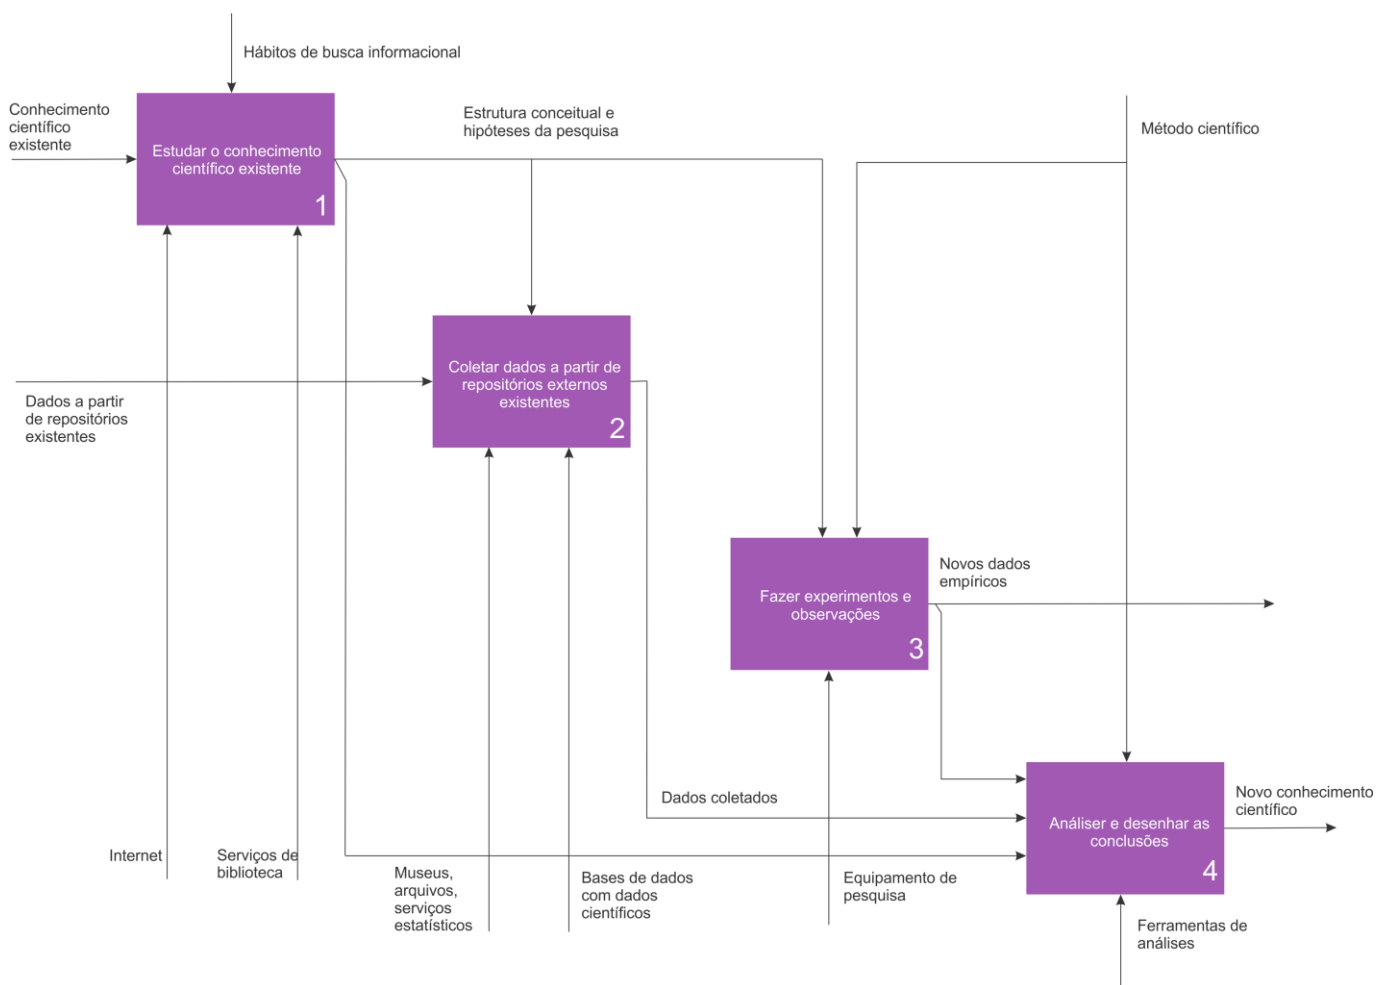 Hábitos de busca informacional
Conhecimento
científico
existente
Estudar o conhecimento
científico existente
1
Estrutura conceitual e
hipóteses da pesquisa
Método científico
Dados a partir
de repositórios
existentes
Coletar dados a partir de
repositórios externos
existentes
2
Novos dados
empíricos
Fazer experimentos e
observações
3
Dados coletados
Novo conhecimento
científico
Análiser e desenhar as
conclusões
4
Internet
Serviços de
biblioteca
Museus,
arquivos,
serviços
estatísticos
Bases de dados
com dados
científicos
Equipamento de
pesquisa
Ferramentas de
análises